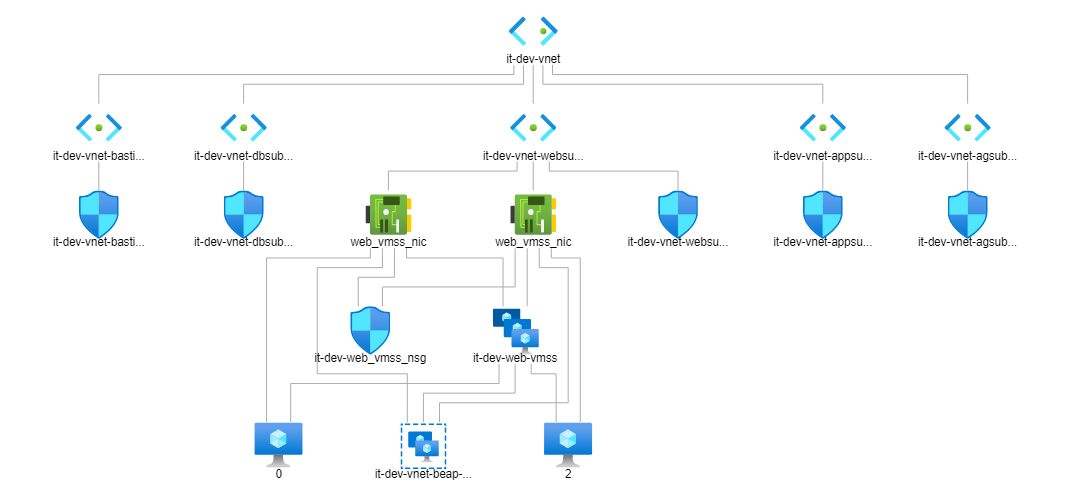 it-dev-vnet
it-dev-vnet-basti...
it-dev-vnet-dbsub...
it-dev-vnet-websu...
it-dev-vnet-appsu...
it-dev-vnet-agsub...
it-dev-vnet-basti...
it-dev-vnet-dbsub...
web_vmss_nic
web_vmss_nic
it-dev-vnet-websu...
it-dev-vnet-appsu...
it-dev-vnet-agsub...
it-dev-web_vmss_nsg
it-dev-web-vmss
0
it-dev-vnet-beap-...
2